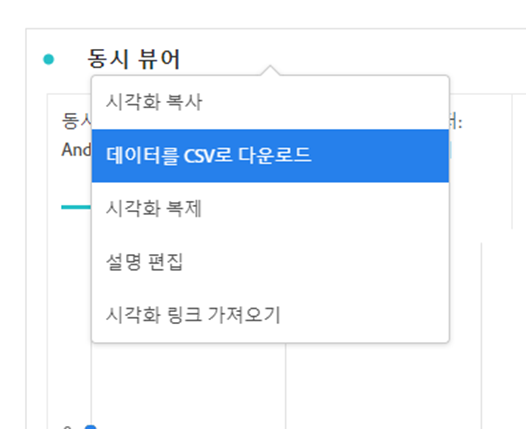 동시 뷰어
시각화 복사
동시
데이터를 CSV로 다운로드
And
시각화 복제
설명 편집
시각화 링크 가져오기